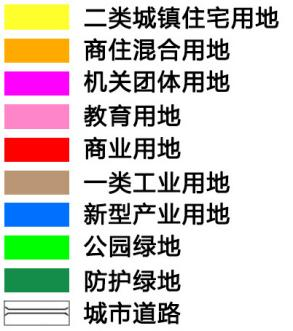 二类城镇住宅用地
商住混合用地
机关团体用地
教育用地
商业用地
一类工业用地
新型产业用地
公园绿地
防护绿地
城市道路